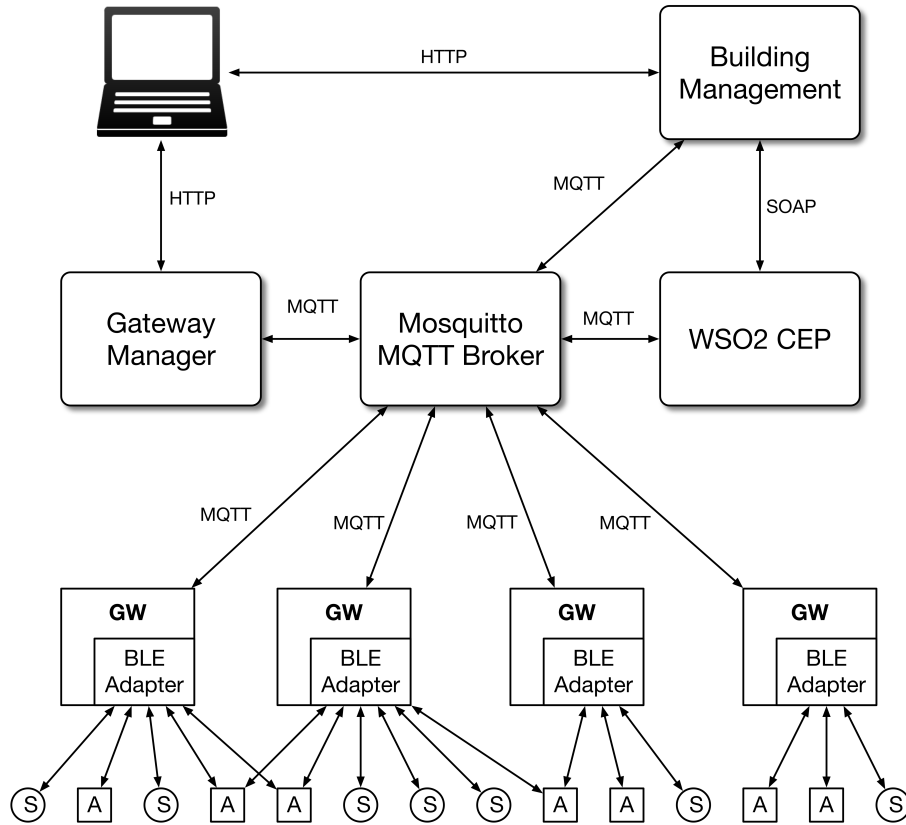 HTTP
Building
Management
HTTP
MQTT
SOAP
Gateway
Manager
MQTT
Mosquitto
MQTT Broker
MQTT
WSO2 CEP
MQTT
MQTT
MQTT
MQTT
GW
BLE
Adapter
GW
BLE
Adapter
GW
BLE
Adapter
GW
BLE
Adapter
S
A
S
A
A
S
S
S
A
A
S
A
A
S